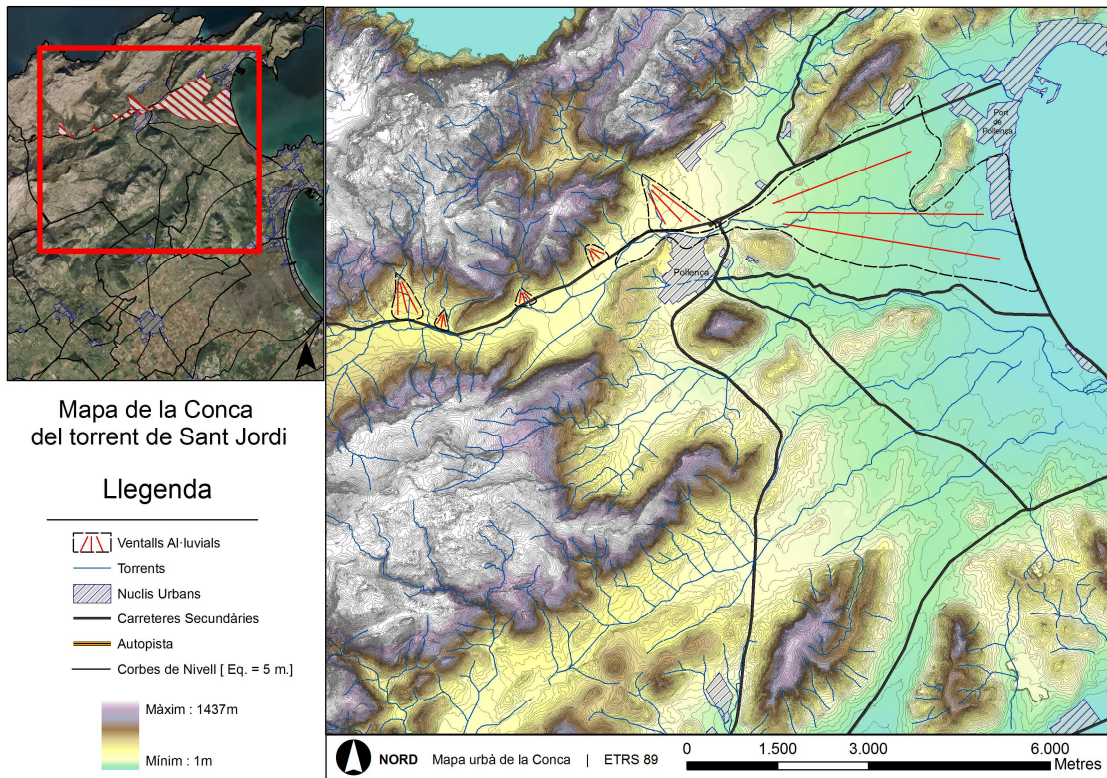 Mapa de la Conca
del torrent de Sant Jordi
Llegenda
Ventalls Al·luvials
Torrents
Nuclis Urbans
Carreteres Secundàries
Autopista
Corbes de Nivell [ Eq. = 5 m.]
Màxim : 1437m
Mínim : 1m
Port de
Pollença
Pollença
NORD Mapa urbà de la Conca | ETRS 89
0 1.500 3.000 6.000
Metres